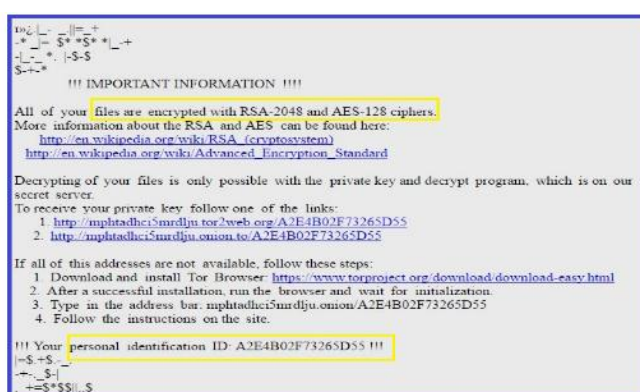 -* _|= $* *$* *|_-+
-|_-_ *. |-$-$
$-+-*
!!! IMPORTANT INFORMATION !!!!
All of your files are encrypted with RSA-2048 and AES-128 ciphers.
More information about the RSA and AES can be found here:
http://en.wikipedia.org/wiki/RSA_(cryptosystem)
http://en.wikipedia.org/wiki/Advanced_Encryption_Standard
Decrypting of your files is only possible with the private key and decrypt program, which is on our
secret server.
To receive your private key follow one of the links:
1. http://mphtadhci5mrdlju.tor2web.org/A2E4B02F73265D55
2. http://mphtadhci5mrdlju.onion.to/A2E4B02F73265D55
If all of this addresses are not available, follow these steps:
1. Download and install Tor Browser: https://www.torproject.org/download/download-easy.html
2. After a successful installation, run the browser and wait for initialization.
3. Type in the address bar: mphtadhci5mrdlju.onion/A2E4B02F73265D55
4. Follow the instructions on the site.
!!! Your personal identification ID: A2E4B02F73265D55 !!!
|=$.+$.-_.
-+-._$-|